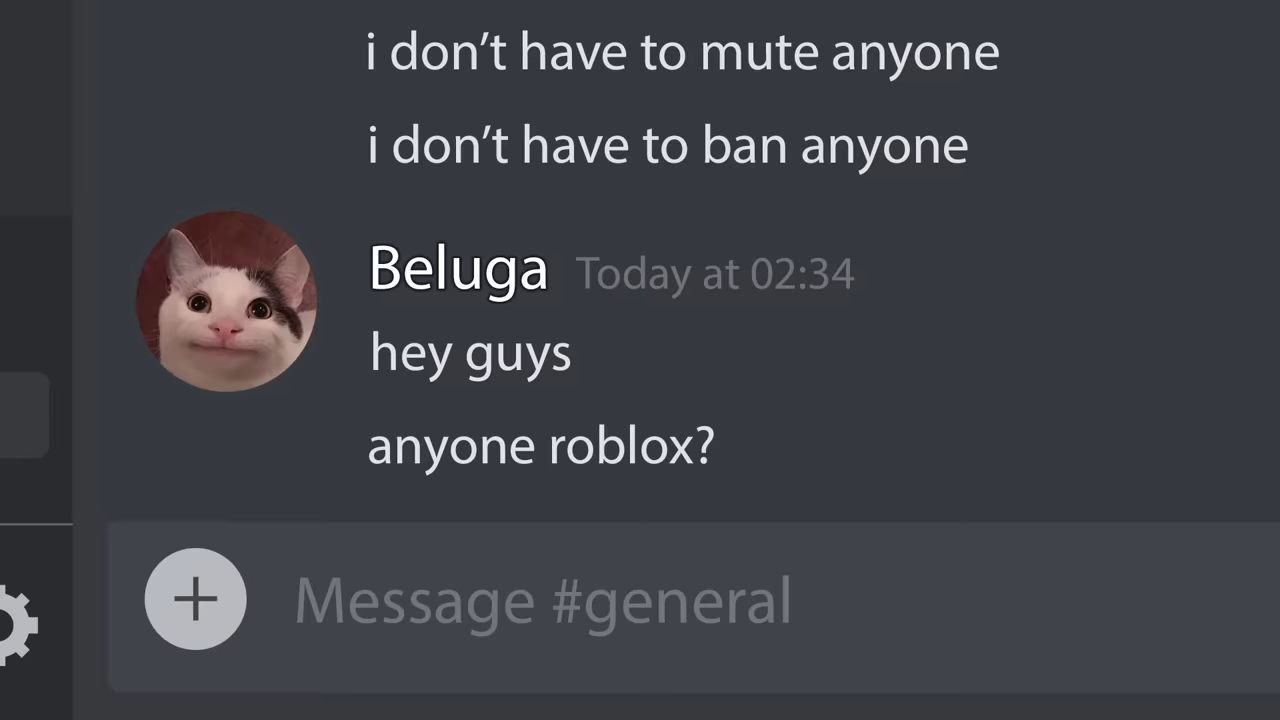 i don’t have to mute anyone
i don’t have to ban anyone
Beluga Today at 02:34
hey guys
anyone roblox?
Message #general